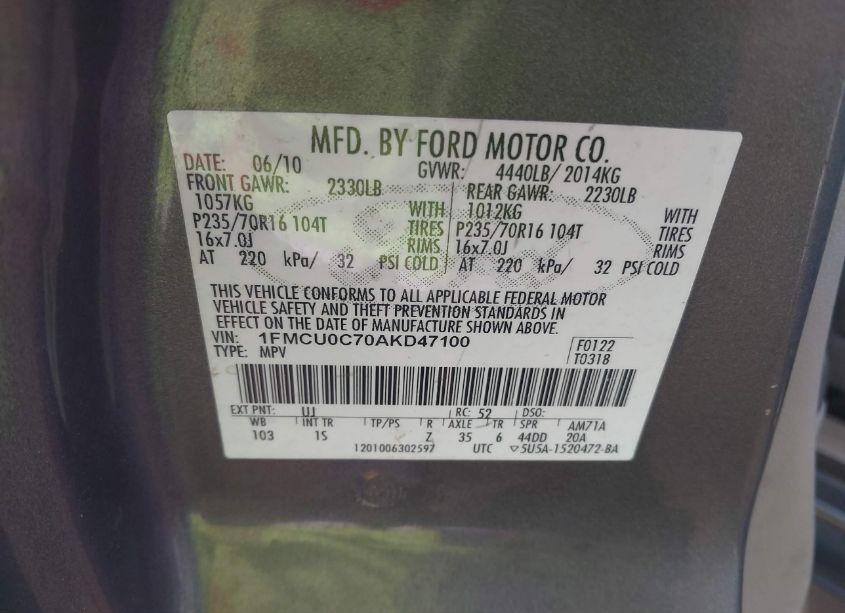 MFD. BY FORD MOTOR CO.
DATE: 06/10 GVWR: 4440LB/ 2014KG
FRONT GAWR: 2330LB REAR GAWR: 2230LB
1057KG WITH 1012KG WITH
P235/70R16 104T TIRES P235/70R16 104T TIRES
16x7.0J RIMS 16x7.0J RIMS
AT 220 kPa/ 32 PSI COLD AT 220 kPa/ 32 PSI COLD
THIS VEHICLE CONFORMS TO ALL APPLICABLE FEDERAL MOTOR
VEHICLE SAFETY AND THEFT PREVENTION STANDARDS IN
EFFECT ON THE DATE OF MANUFACTURE SHOWN ABOVE.
VIN: 1FMCU0C70AKD47100 F0122
TYPE: MPV T0318
EXT PNT: UJ RC: 52 DSO:
WB INT TR TP/PS R AXLE TR SPR AM71A
103 1S Z 35 6 44DD 20A
1201006302597 UTC ▽5U5A-1520472-BA